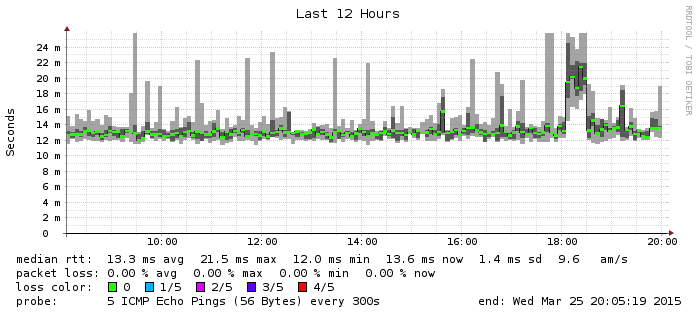 Last 12 Hours
RRDTOOL / TOBI OETIKER
Seconds
24 m
22 m
20 m
18 m
16 m
14 m
12 m
10 m
8 m
6 m
4 m
2 m
0
10:00 12:00 14:00 16:00 18:00 20:00
median rtt: 13.3 ms avg 21.5 ms max 12.0 ms min 13.6 ms now 1.4 ms sd 9.6 am/s
packet loss: 0.00 % avg 0.00 % max 0.00 % min 0.00 % now
loss color: 0 1/5 2/5 3/5 4/5
probe: 5 ICMP Echo Pings (56 Bytes) every 300s end: Wed Mar 25 20:05:19 2015